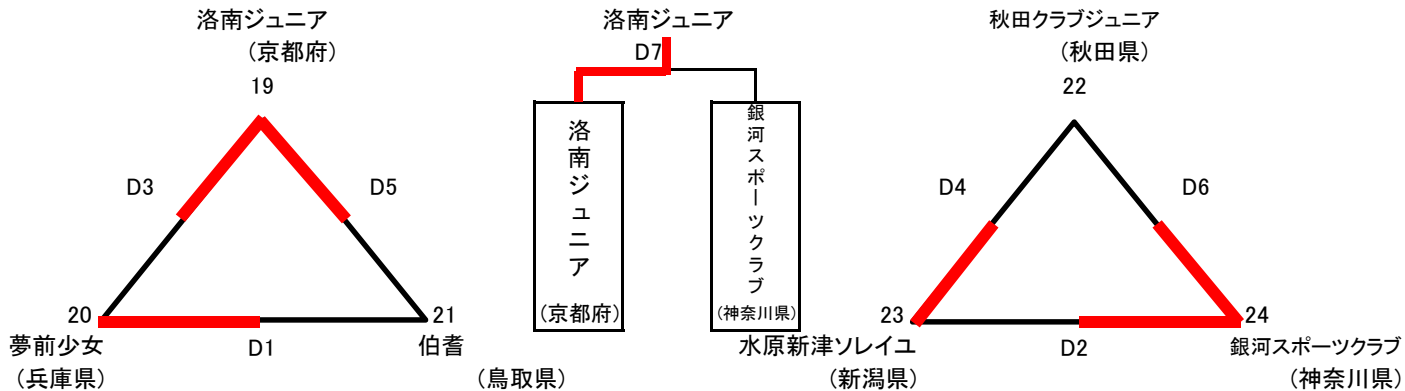 洛南ジュニア
(京都府)
19
D3
D5
20
21
夢前少女
D1
伯耆
(兵庫県)
(鳥取県)
洛南ジュニア
D7
洛南ジュニア
(京都府)
銀河スポーツクラブ
(神奈川県)
秋田クラブジュニア
(秋田県)
22
D4
D6
23
24
水原新津ソレイユ
D2
銀河スポーツクラブ
(新潟県)
(神奈川県)